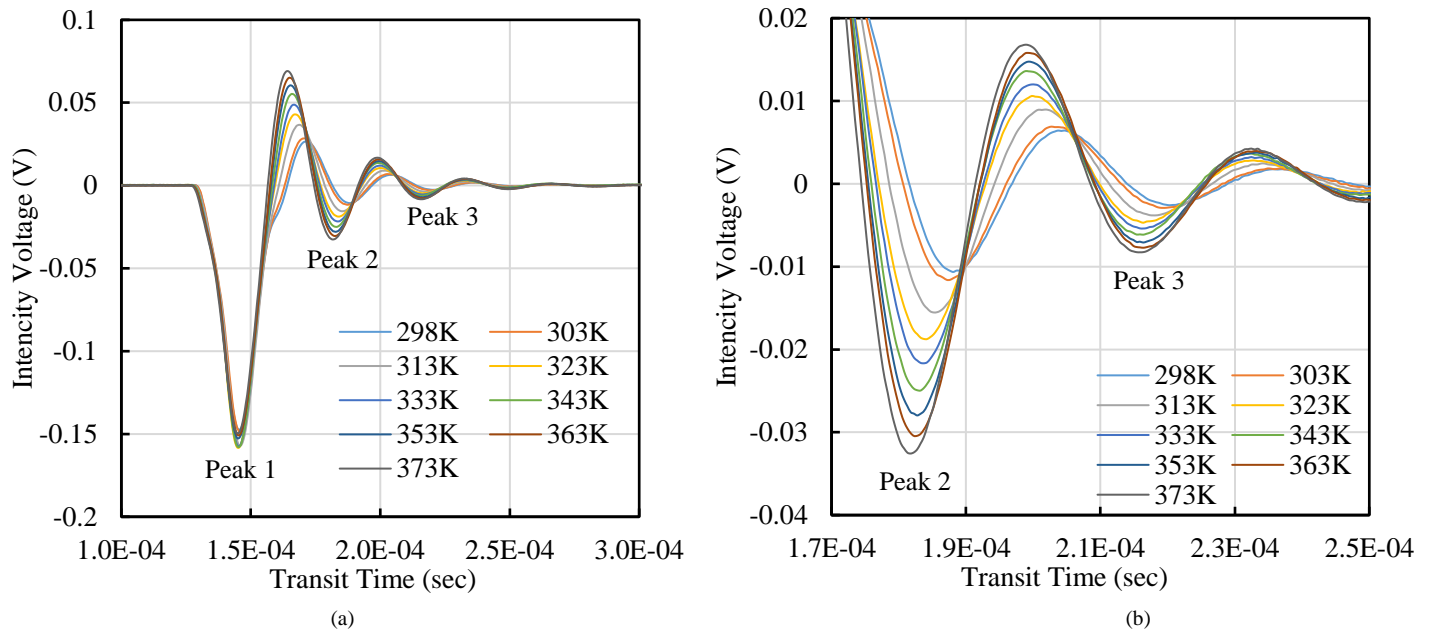 0.1
0.05
0
-0.05
-0.1
-0.15
-0.2
Intencity Voltage (V)
Peak 1
Peak 2
Peak 3
298K 303K
313K 323K
333K 343K
353K 363K
373K
1.0E-04 1.5E-04 2.0E-04 2.5E-04 3.0E-04
Transit Time (sec)
(a)
0.02
0.01
0
-0.01
-0.02
-0.03
-0.04
Intencity Voltage (V)
Peak 2
Peak 3
298K 303K
313K 323K
333K 343K
353K 363K
373K
1.7E-04 1.9E-04 2.1E-04 2.3E-04 2.5E-04
Transit Time (sec)
(b)